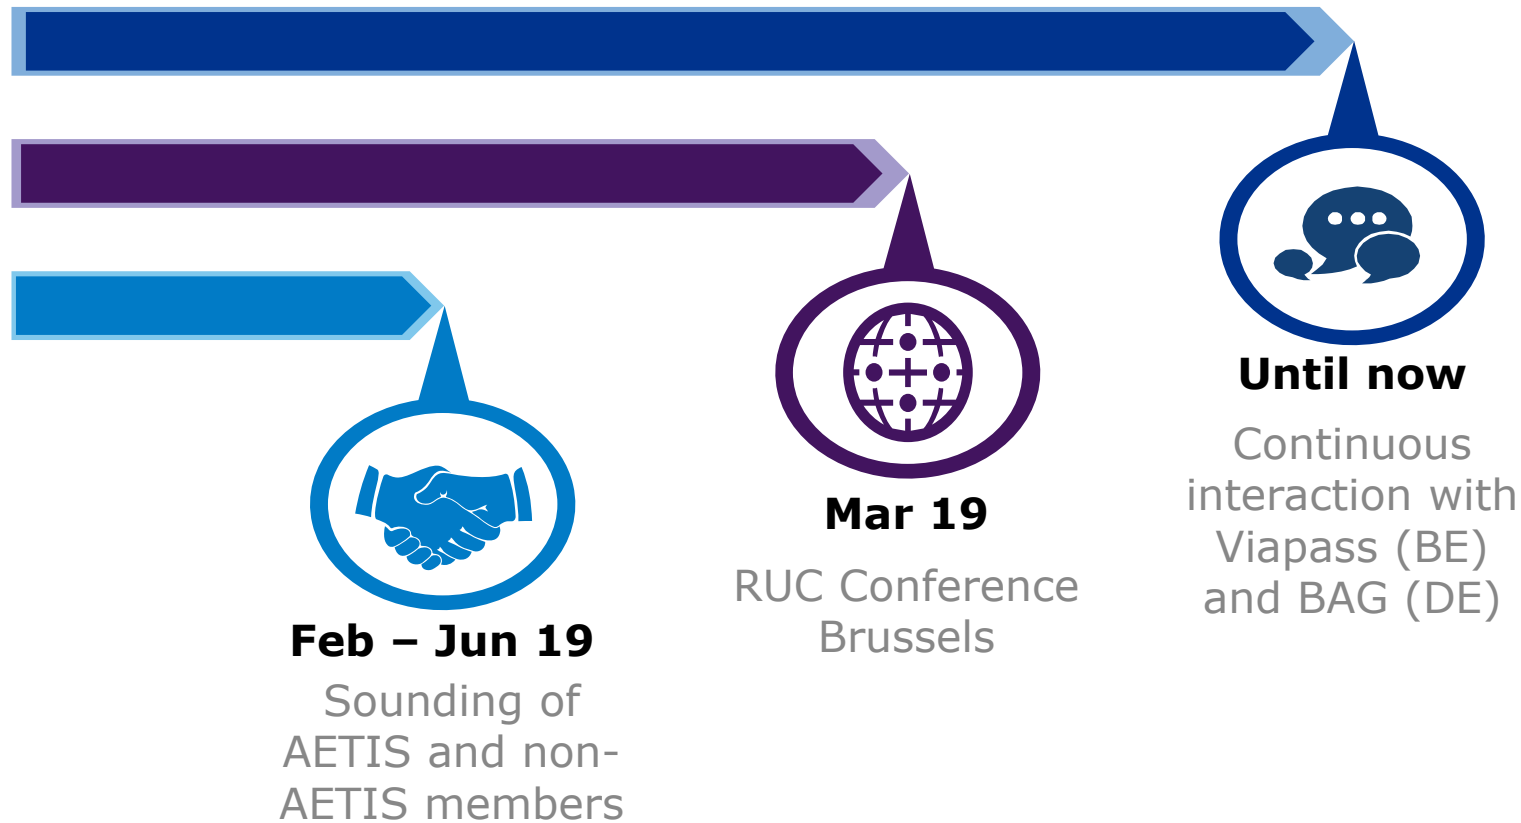 Feb – Jun 19
Sounding of
AETIS and non-
AETIS members
Mar 19
RUC Conference
Brussels
Until now
Continuous
interaction with
Viapass (BE)
and BAG (DE)